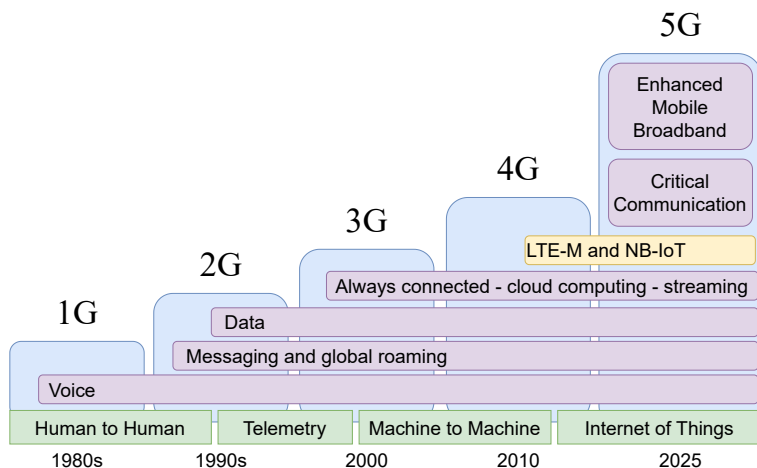 5G
Enhanced
Mobile
Broadband
4G
Critical
Communication
3G
LTE-M and NB-IoT
2G
Always connected - cloud computing - streaming
1G
Data
Messaging and global roaming
Voice
Human to Human
Telemetry
Machine to Machine
Internet of Things
1980s
1990s
2000
2010
2025